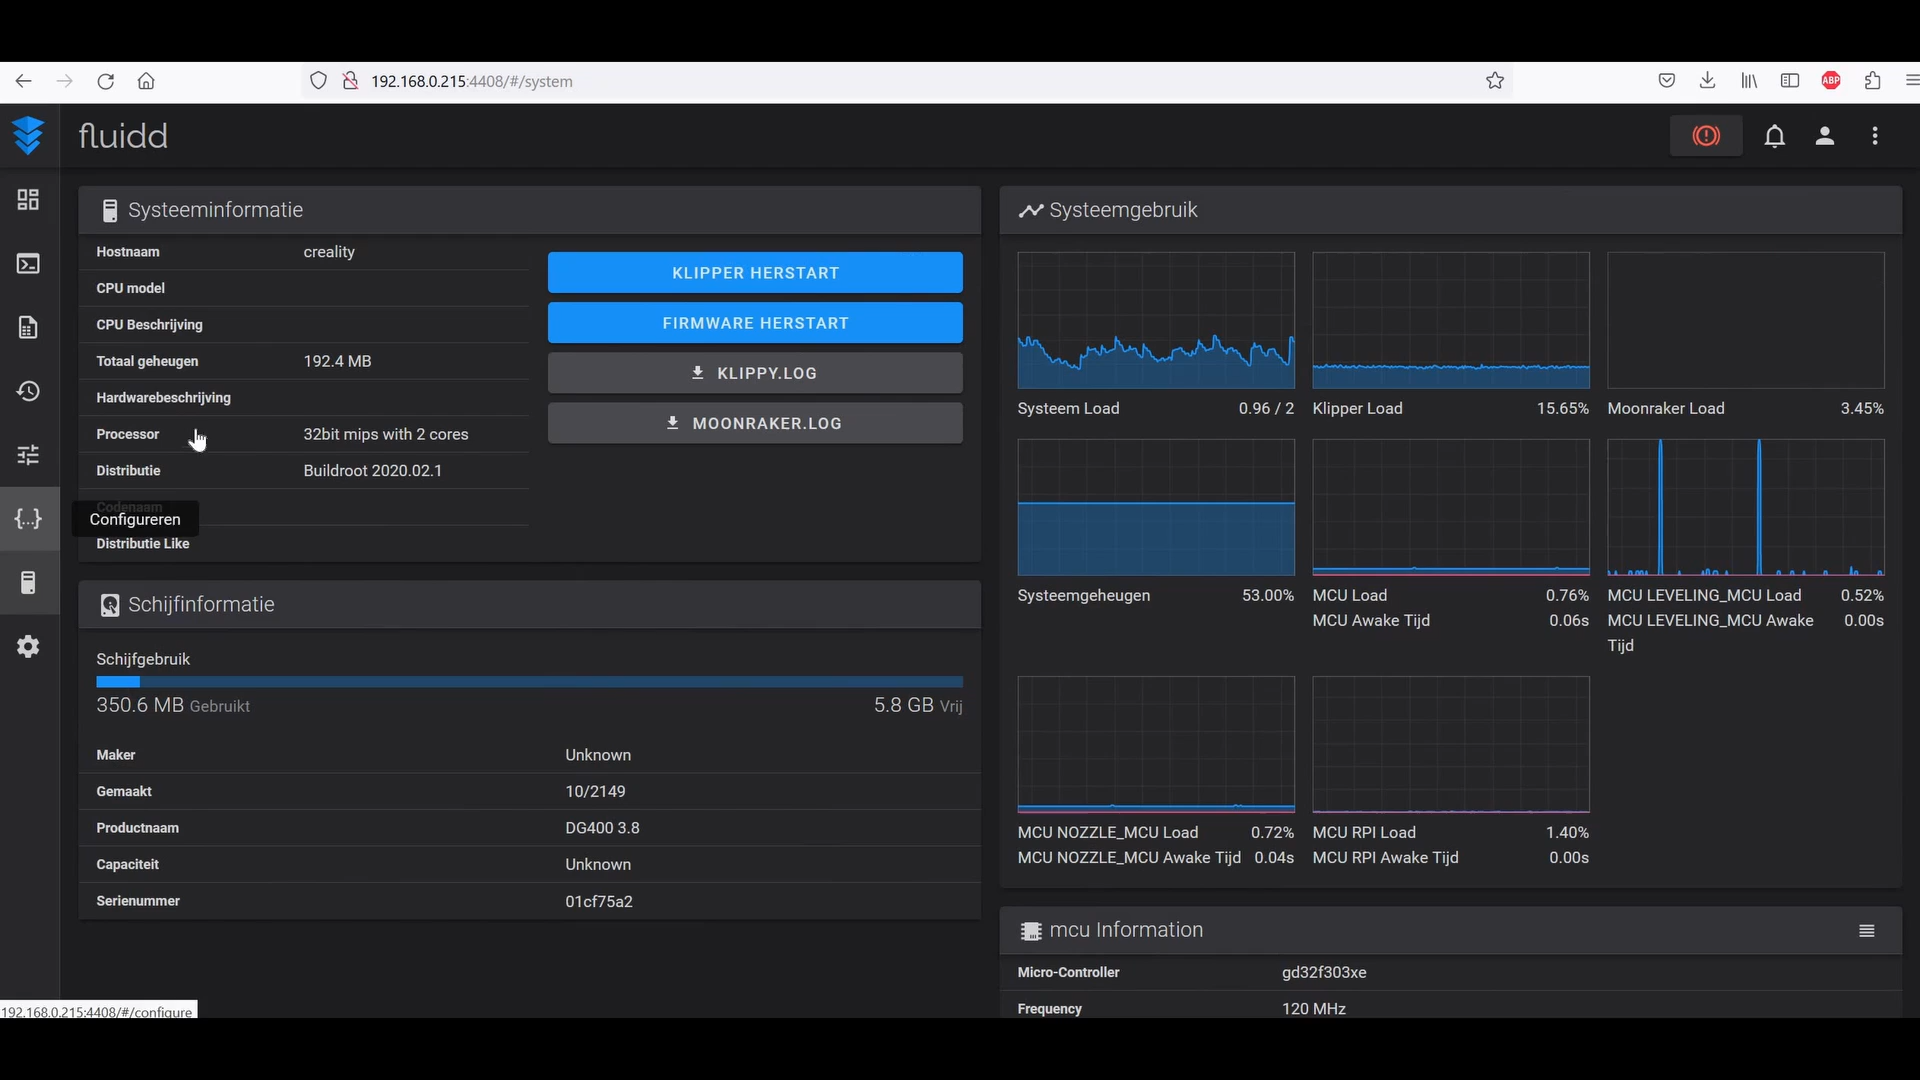 192.168.0.215:4408/#/system
ABP
fluidd
Systeeminformatie
Hostnaam creality
CPU model
CPU Beschrijving
Totaal geheugen 192.4 MB
Hardwarebeschrijving
Processor 32bit mips with 2 cores
Distributie Buildroot 2020.02.1
Codenaam
Configureren
Distributie Like
KLIPPER HERSTART
FIRMWARE HERSTART
KLIPPY.LOG
MOONRAKER.LOG
Schijfinformatie
Schijfgebruik
350.6 MB Gebruikt 5.8 GB Vrij
Maker Unknown
Gemaakt 10/2149
Productnaam DG400 3.8
Capaciteit Unknown
Serienummer 01cf75a2
Systeemgebruik
Systeem Load 0.96 / 2
Klipper Load 15.65%
Moonraker Load 3.45%
Systeemgeheugen 53.00%
MCU Load 0.76%
MCU Awake Tijd 0.06s
MCU LEVELING_MCU Load 0.52%
MCU LEVELING_MCU Awake 0.00s
Tijd
MCU NOZZLE_MCU Load 0.72%
MCU NOZZLE_MCU Awake Tijd 0.04s
MCU RPI Load 1.40%
MCU RPI Awake Tijd 0.00s
mcu Information
Micro-Controller gd32f303xe
Frequency 120 MHz
192.168.0.215:4408/#/configure